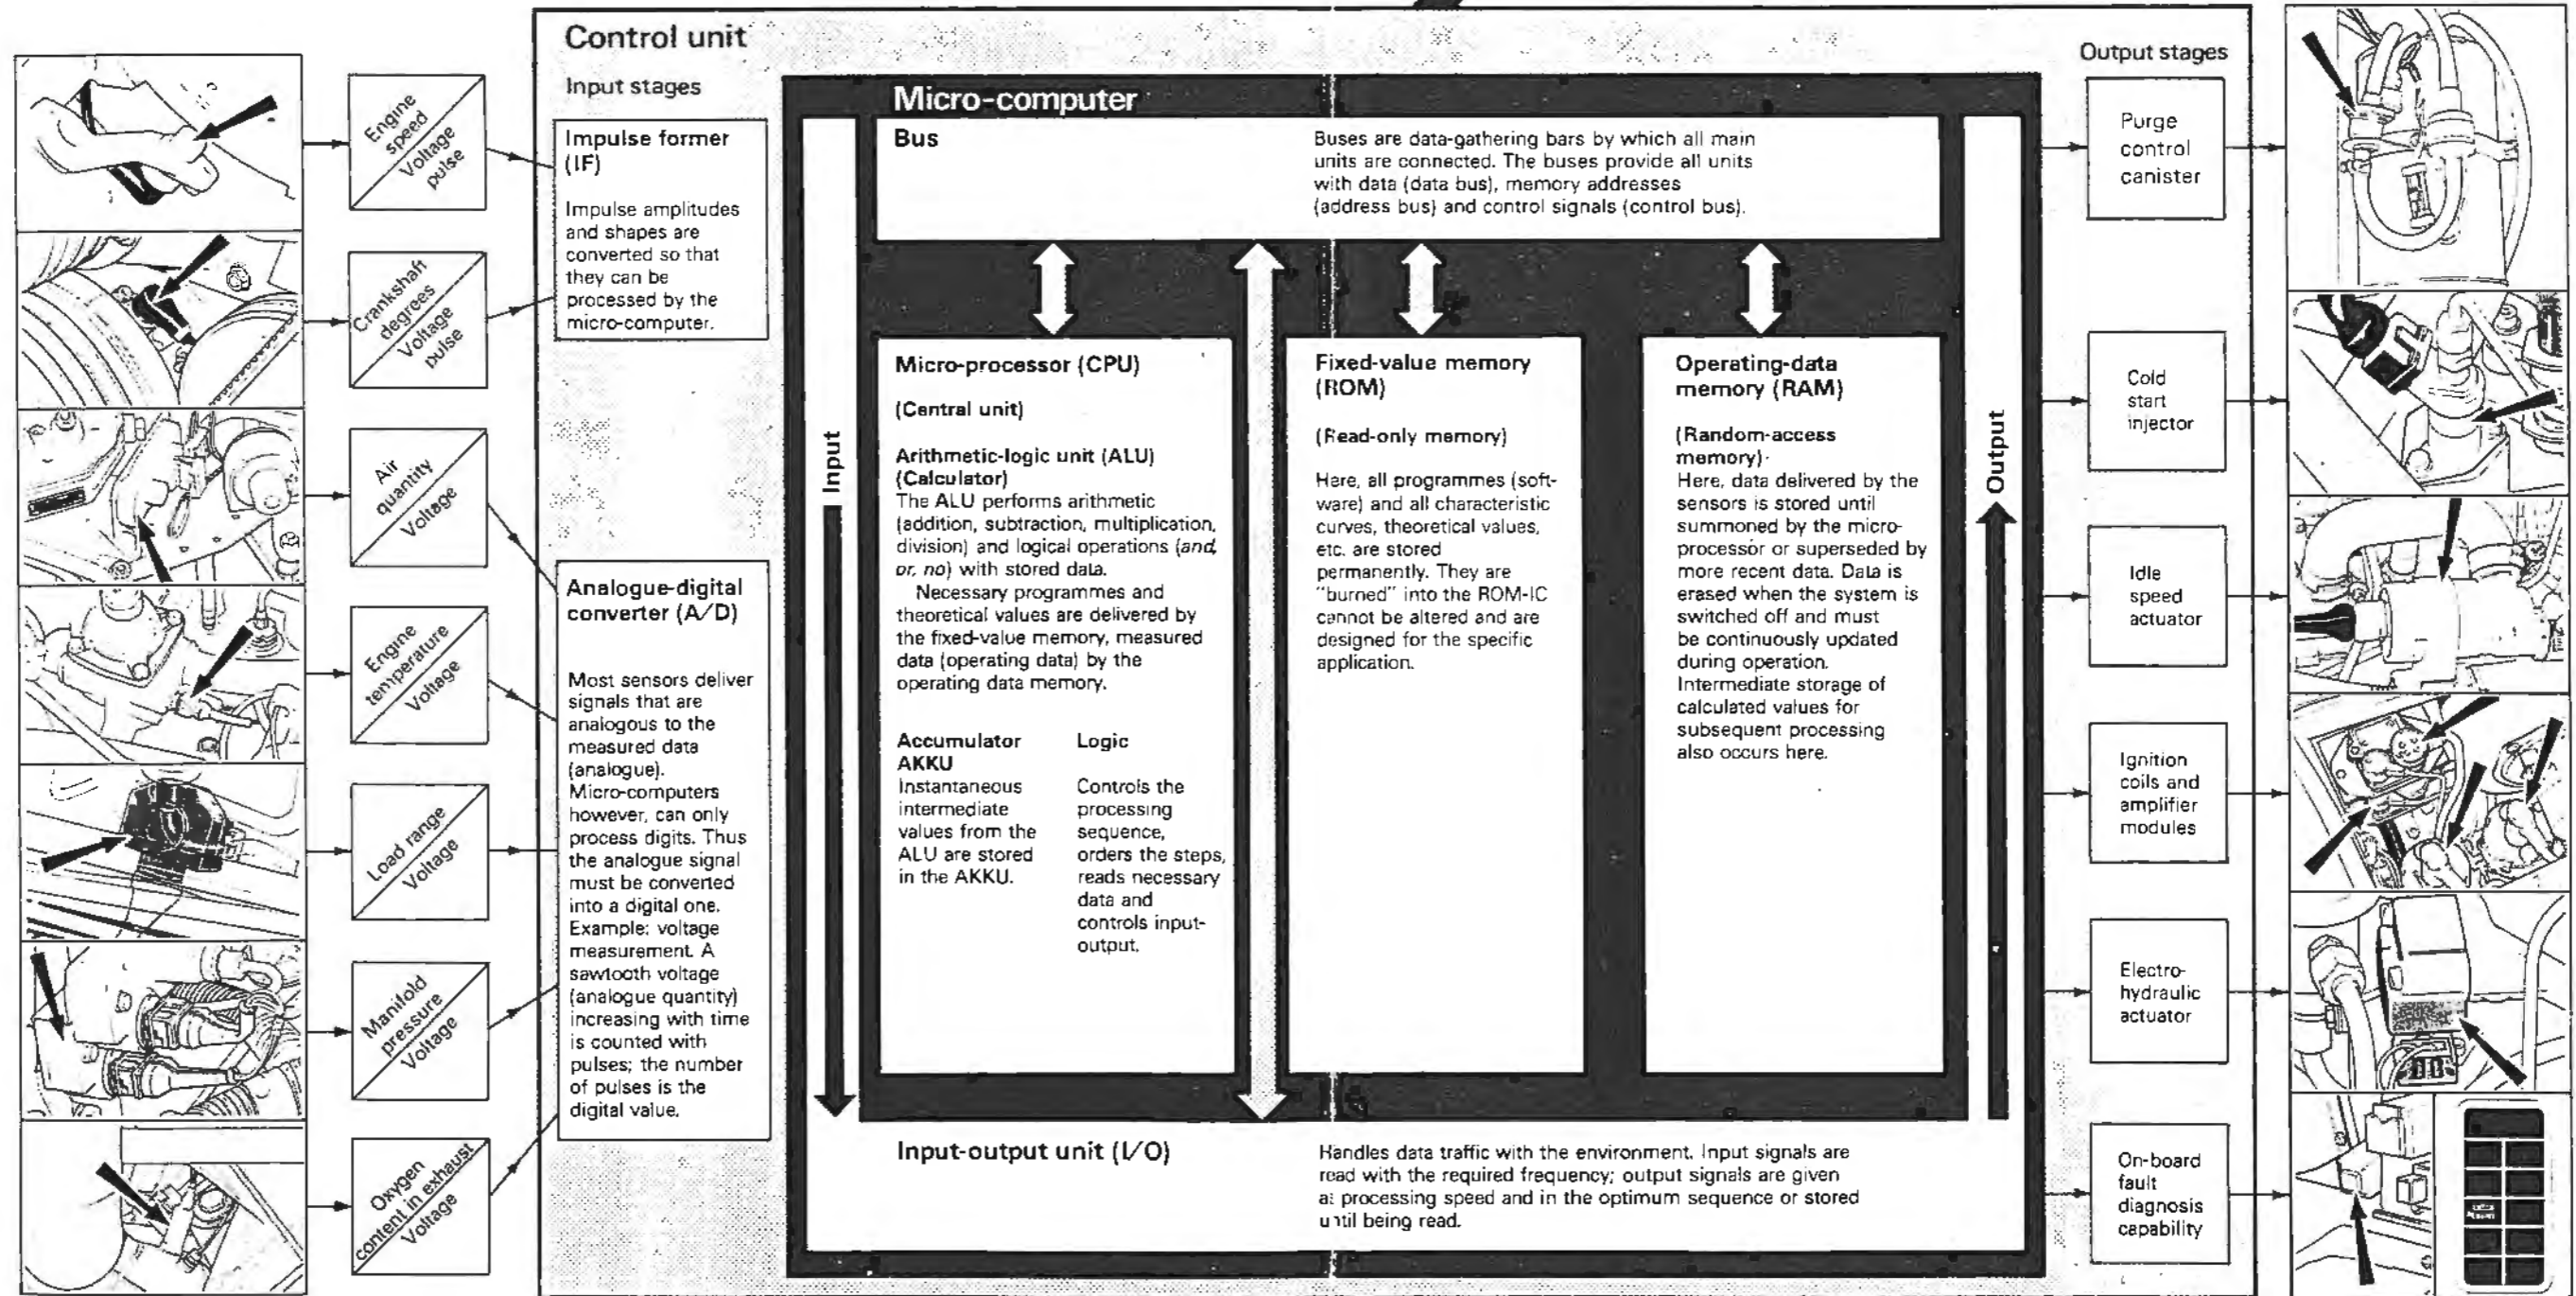 Control unit
Input stages
Engine
speed
Voltage
pulse
Crankshaft
degrees
Voltage
pulse
Air
quantity
Voltage
Engine
temperature
Voltage
Load range
Voltage
Manifold
pressure
Voltage
Oxygen
content in exhaust
Voltage
Impulse former
(IF)
Impulse amplitudes
and shapes are
converted so that
they can be
processed by the
micro-computer.
Analogue-digital
converter (A/D)
Most sensors deliver
signals that are
analogous to the
measured data
(analogue).
Micro-computers
however, can only
process digits. Thus
the analogue signal
must be converted
into a digital one.
Example: voltage
measurement. A
sawtooth voltage
(analogue quantity)
increasing with time
is counted with
pulses; the number
of pulses is the
digital value.
Micro-computer
Bus
Buses are data-gathering bars by which all main
units are connected. The buses provide all units
with data (data bus), memory addresses
(address bus) and control signals (control bus).
Input
Micro-processor (CPU)
(Central unit)
Arithmetic-logic unit (ALU)
(Calculator)
The ALU performs arithmetic
(addition, subtraction, multiplication,
division) and logical operations (and,
or, no) with stored data.
Necessary programmes and
theoretical values are delivered by
the fixed-value memory, measured
data (operating data) by the
operating data memory.
Accumulator
AKKU
Instantaneous
intermediate
values from the
ALU are stored
in the AKKU.
Logic
Controls the
processing
sequence,
orders the steps,
reads necessary
data and
controls input-
output.
Fixed-value memory
(ROM)
(Read-only memory)
Here, all programmes (soft-
ware) and all characteristic
curves, theoretical values,
etc. are stored
permanently. They are
"burned" into the ROM-IC
cannot be altered and are
designed for the specific
application.
Operating-data
memory (RAM)
(Random-access
memory)
Here, data delivered by the
sensors is stored until
summoned by the micro-
processor or superseded by
more recent data. Data is
erased when the system is
switched off and must
be continuously updated
during operation.
Intermediate storage of
calculated values for
subsequent processing
also occurs here.
Output
Input-output unit (I/O)
Handles data traffic with the environment. Input signals are
read with the required frequency; output signals are given
at processing speed and in the optimum sequence or stored
until being read.
Output stages
Purge
control
canister
Cold
start
injector
Idle
speed
actuator
Ignition
coils and
amplifier
modules
Electro-
hydraulic
actuator
On-board
fault
diagnosis
capability